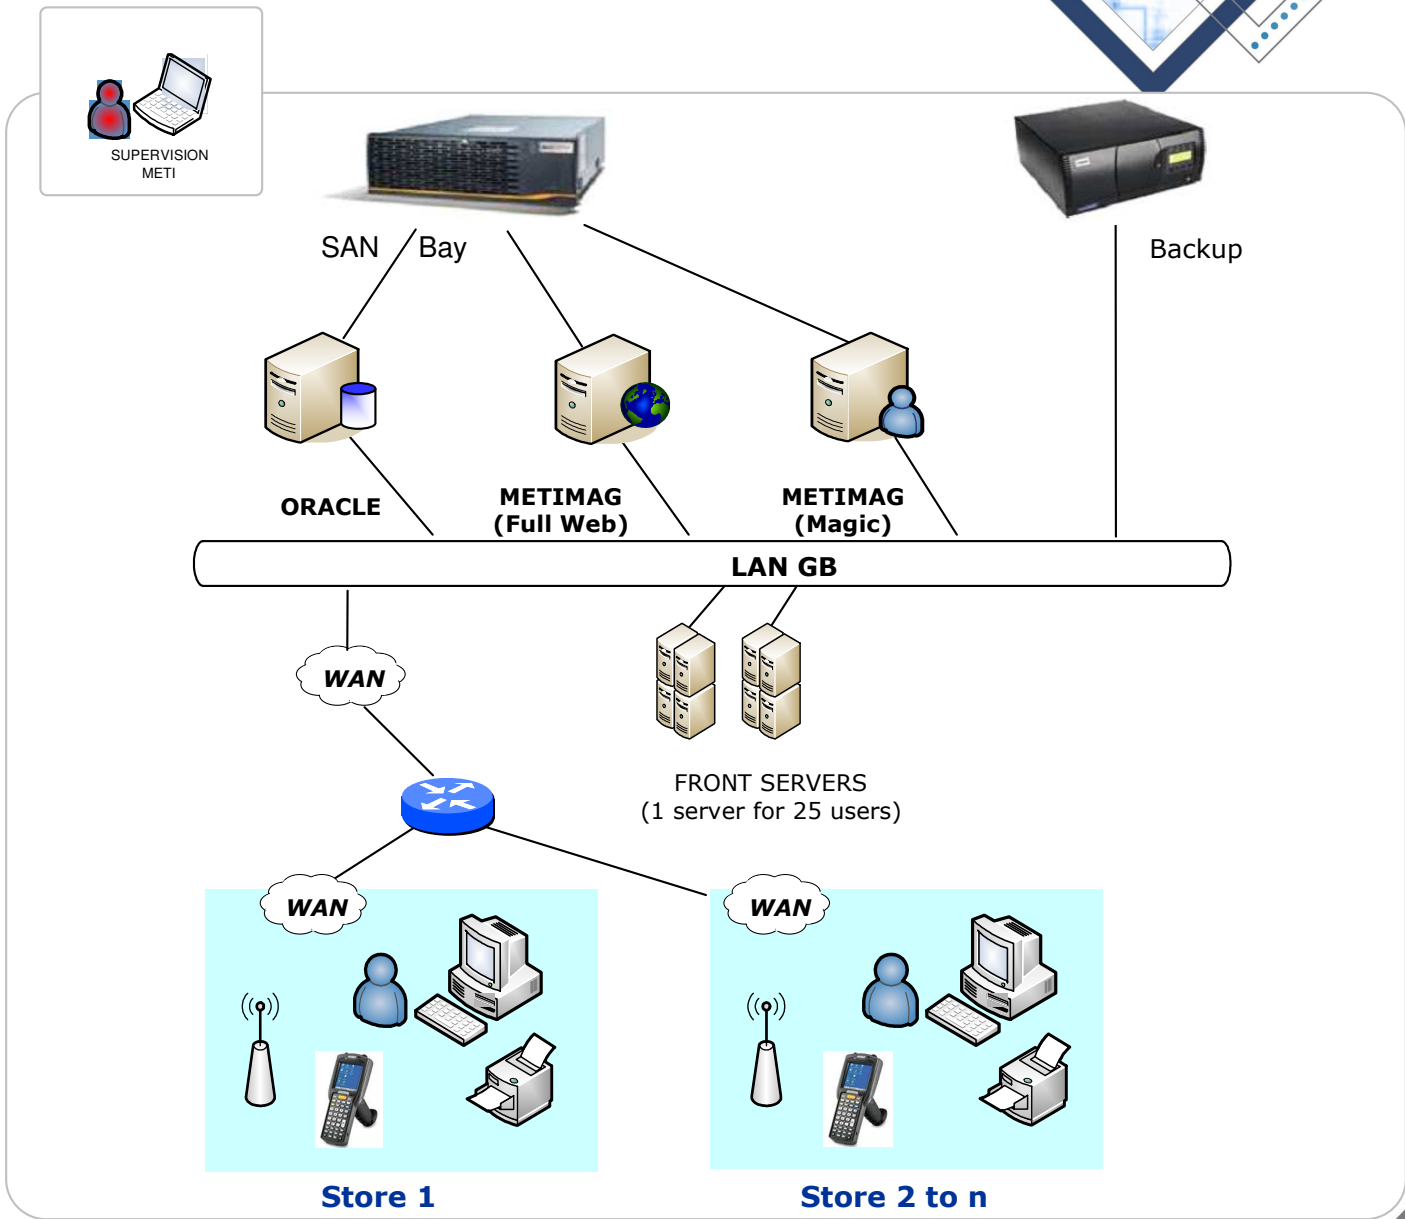 SUPERVISION
METI
SAN Bay
Backup
ORACLE
METIMAG
(Full Web)
METIMAG
(Magic)
LAN GB
WAN
FRONT SERVERS
(1 server for 25 users)
WAN
WAN
Store 1
Store 2 to n